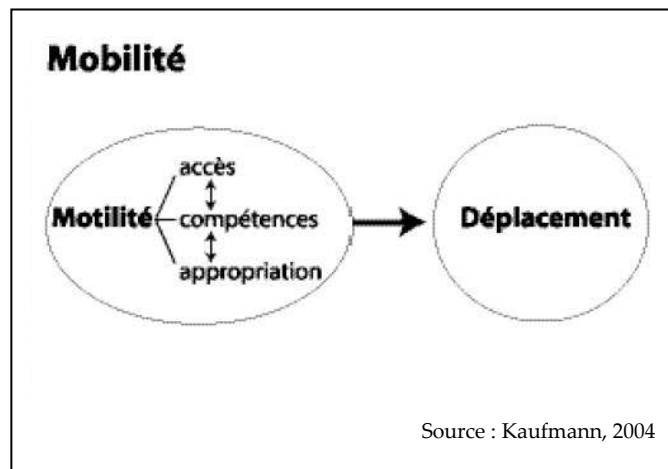 Mobilité
accès
Motilité compétences Déplacement
appropriation
Source : Kaufmann, 2004